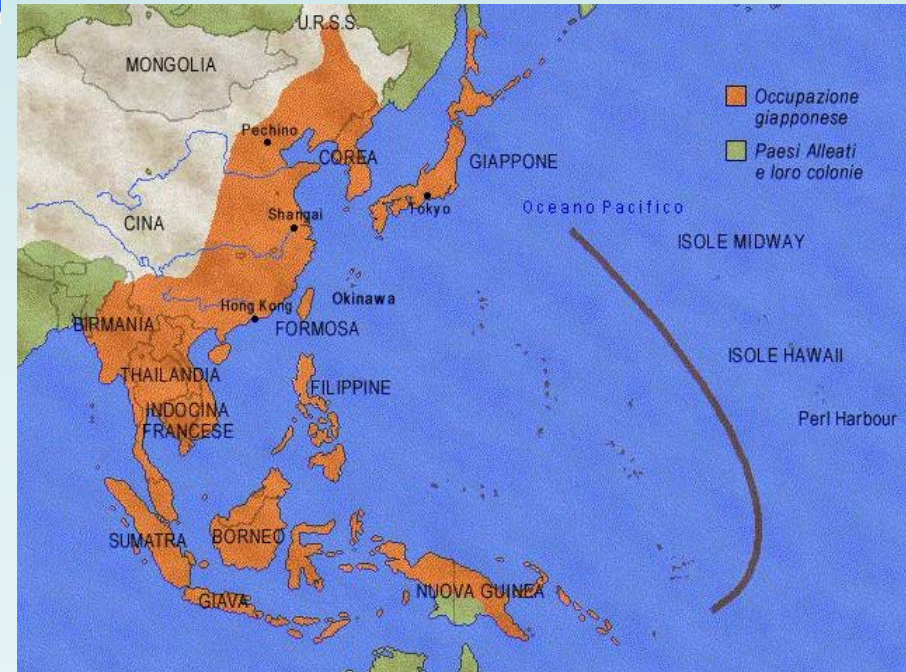 U.R.S.S.
MONGOLIA
Occupazione
giapponese
Pechino
COREA
GIAPPONE
Paesi Alleati
e loro colonie
Tokyo
Oceano Pacifico
CINA
Shangai
ISOLE MIDWAY
Okinawa
Hong Kong
BIRMANIA
FORMOSA
ISOLE HAWAII
THAILANDIA
FILIPPINE
INDOCINA
FRANCESE
Perl Harbour
SUMATRA
BORNEO
NUOVA GUINEA
GIAVA